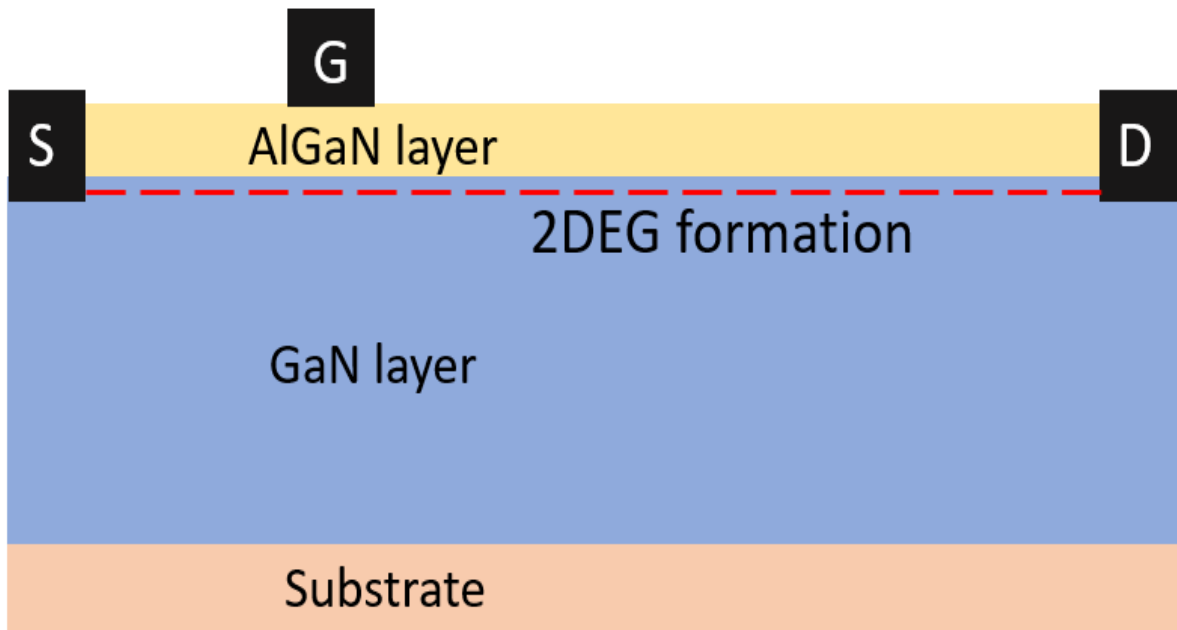 G
S
AlGaN layer
D
2DEG formation
GaN layer
Substrate